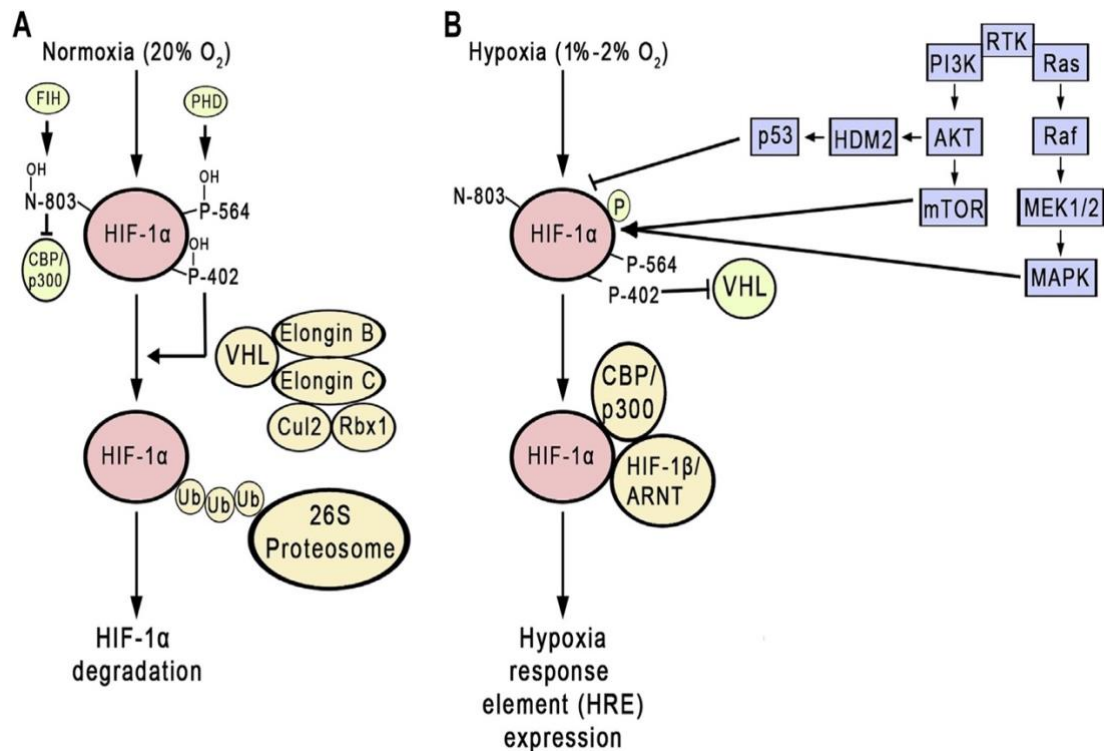 A
Normoxia (20% O₂)
FIH
PHD
OH
OH
N-803
P-564
HIF-1α
OH
CBP/
p300
P-402
VHL
Elongin B
Elongin C
Cul2
Rbx1
HIF-1α
Ub
Ub
Ub
26S
Proteosome
HIF-1α
degradation
B
Hypoxia (1%-2% O₂)
RTK
PI3K
Ras
p53
HDM2
AKT
Raf
mTOR
MEK1/2
MAPK
N-803
P
HIF-1α
P-564
P-402
VHL
CBP/
p300
HIF-1α
HIF-1β/
ARNT
Hypoxia
response
element (HRE)
expression